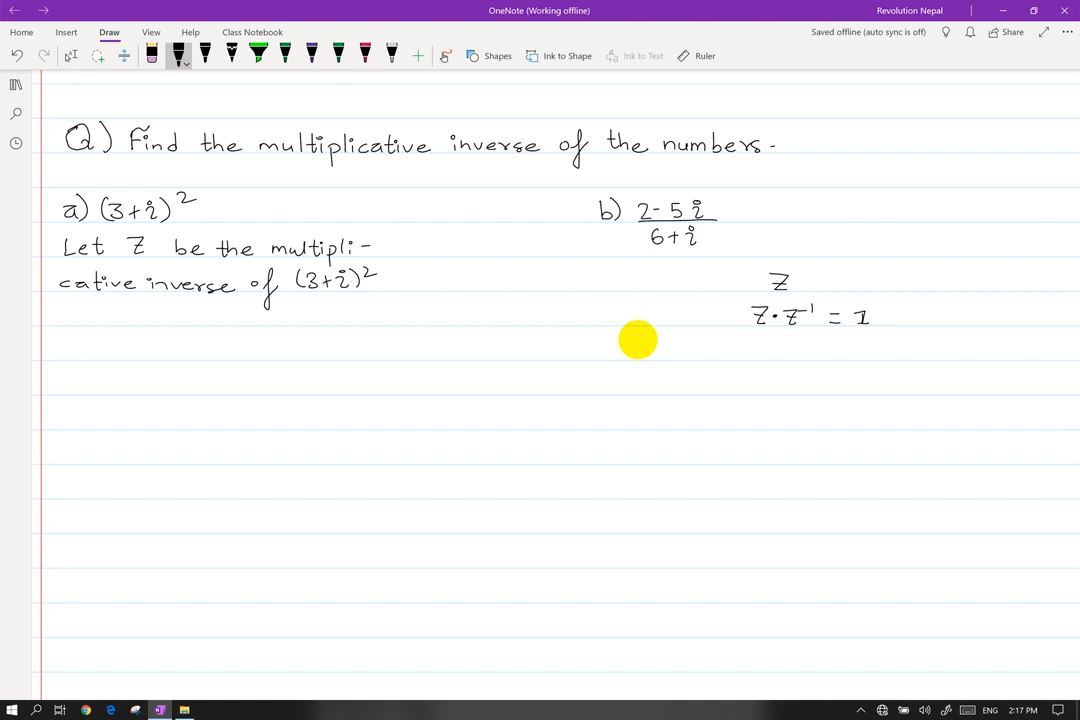 OneNote (Working offline)
Revolution Nepal
Home Insert Draw View Help Class Notebook
Saved offline (auto sync is off)
Share
Shapes Ink to Shape Ink to Text Ruler
Q) Find the multiplicative inverse of the numbers.
a) (3+i)²
Let Z be the multipli-
cative inverse of (3+i)²
b) 2-5i
6+i
Z
Z·Z⁻¹ = 1
ENG 2:17 PM